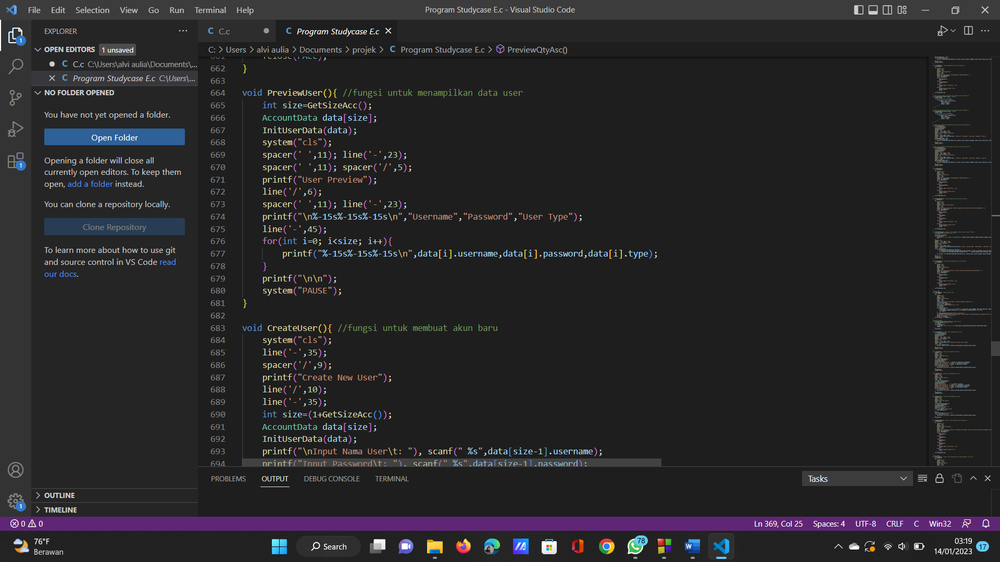 File Edit Selection View Go Run Terminal Help
Program Studycase E.c - Visual Studio Code
EXPLORER
OPEN EDITORS 1 unsaved
C C.c C:\Users\alvi aulia\Documents\...
C Program Studycase E.c C:\Users\...
NO FOLDER OPENED
You have not yet opened a folder.
Open Folder
Opening a folder will close all
currently open editors. To keep them
open, add a folder instead.
You can clone a repository locally.
Clone Repository
To learn more about how to use git
and source control in VS Code read
our docs.
OUTLINE
TIMELINE
C C.c
C Program Studycase E.c
C: > Users > alvi aulia > Documents > projek > C Program Studycase E.c > PreviewQtyAsc()
662 }
663
664 void PreviewUser(){ //fungsi untuk menampilkan data user
665 int size=GetSizeAcc();
666 AccountData data[size];
667 InitUserData(data);
668 system("cls");
669 spacer(' ',11); line('-',23);
670 spacer(' ',11); spacer('/',5);
671 printf("User Preview");
672 line('/',6);
673 spacer(' ',11); line('-',23);
674 printf("\n%-15s%-15s%-15s\n","Username","Password","User Type");
675 line('-',45);
676 for(int i=0; i<size; i++){
677 printf("%-15s%-15s%-15s\n",data[i].username,data[i].password,data[i].type);
678 }
679 printf("\n\n");
680 system("PAUSE");
681 }
682
683 void CreateUser(){ //fungsi untuk membuat akun baru
684 system("cls");
685 line('-',35);
686 spacer('/',9);
687 printf("Create New User");
688 line('/',10);
689 line('-',35);
690 int size=(1+GetSizeAcc());
691 AccountData data[size];
692 InitUserData(data);
693 printf("\nInput Nama User\t: "), scanf(" %s",data[size-1].username);
694 printf("Input Password\t: "), scanf(" %s",data[size-1].password);
PROBLEMS OUTPUT DEBUG CONSOLE TERMINAL
Tasks
0 0
Ln 369, Col 25 Spaces: 4 UTF-8 CRLF C Win32
76°F
Berawan
Search
78
03:19
14/01/2023
17